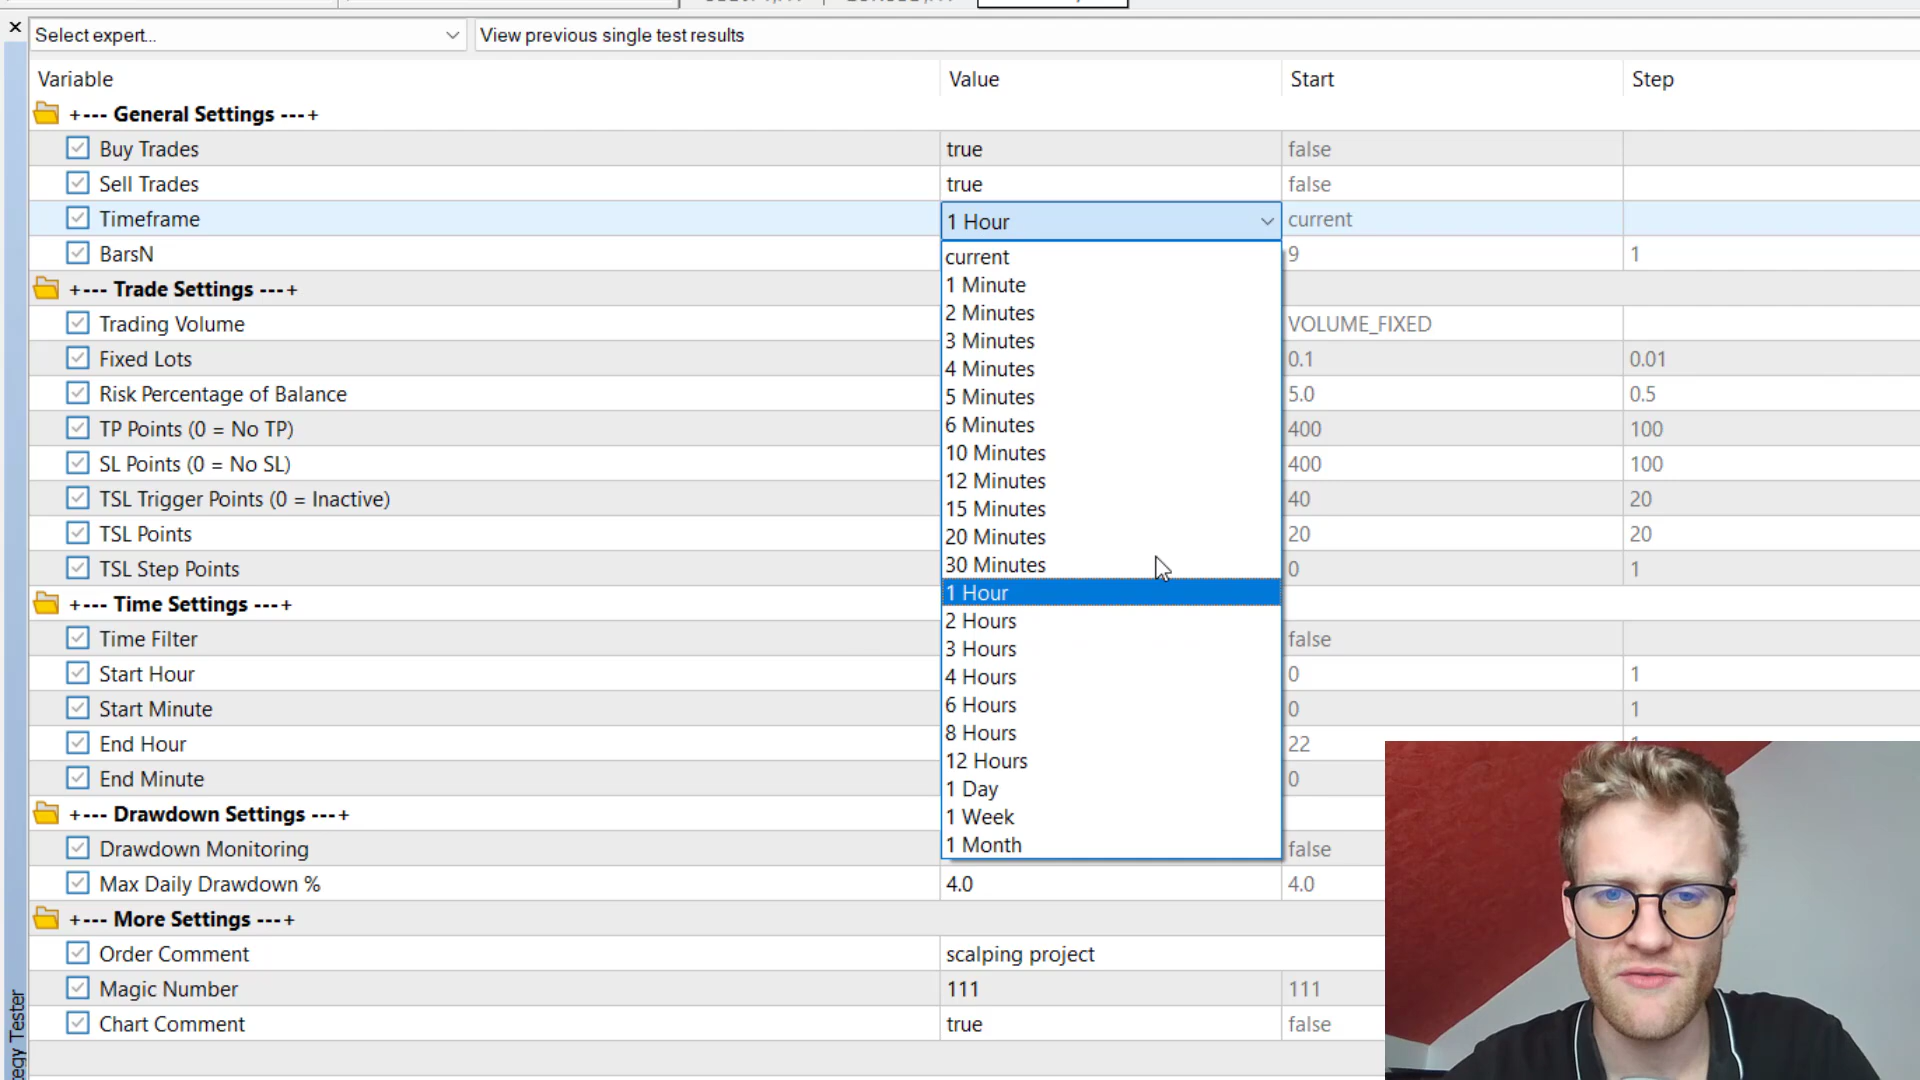 Select expert...
View previous single test results
Variable Value Start Step
+--- General Settings ---+
Buy Trades true false
Sell Trades true false
Timeframe 1 Hour current
BarsN 9 1
current
1 Minute
+--- Trade Settings ---+
2 Minutes
Trading Volume VOLUME_FIXED
3 Minutes
Fixed Lots 0.1 0.01
4 Minutes
Risk Percentage of Balance 5.0 0.5
5 Minutes
TP Points (0 = No TP) 400 100
6 Minutes
SL Points (0 = No SL) 400 100
10 Minutes
12 Minutes
TSL Trigger Points (0 = Inactive) 40 20
15 Minutes
TSL Points 20 20
20 Minutes
TSL Step Points 0 1
30 Minutes
1 Hour
+--- Time Settings ---+
2 Hours
Time Filter false
3 Hours
Start Hour 0 1
4 Hours
Start Minute 0 1
6 Hours
End Hour 22
8 Hours
12 Hours
End Minute 0
1 Day
+--- Drawdown Settings ---+
1 Week
Drawdown Monitoring false
1 Month
Max Daily Drawdown % 4.0 4.0
+--- More Settings ---+
Order Comment scalping project
Magic Number 111 111
Chart Comment true false
Tester